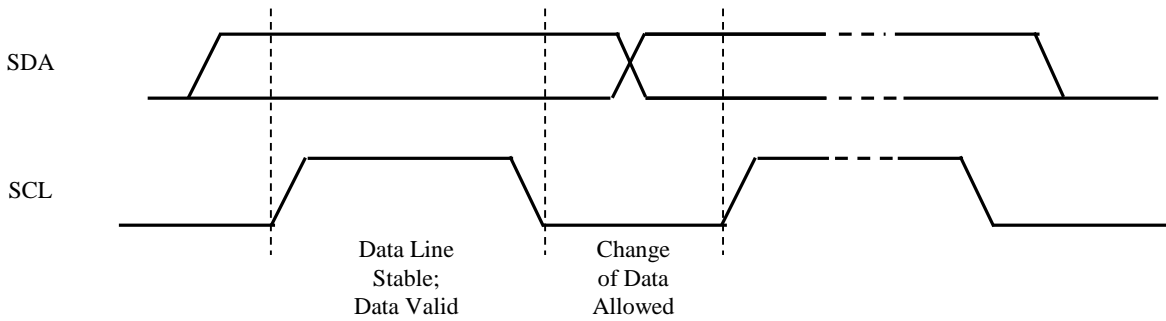 SDA
SCL
Data Line
Stable;
Data Valid
Change
of Data
Allowed